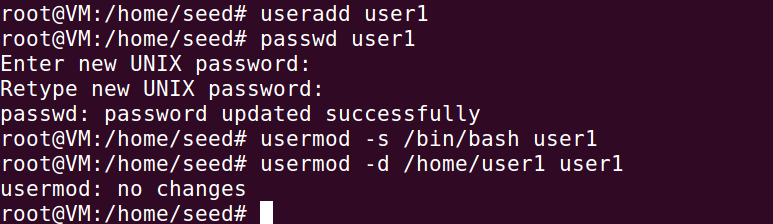 root@VM:/home/seed# useradd user1
root@VM:/home/seed# passwd user1
Enter new UNIX password:
Retype new UNIX password:
passwd: password updated successfully
root@VM:/home/seed# usermod -s /bin/bash user1
root@VM:/home/seed# usermod -d /home/user1 user1
usermod: no changes
root@VM:/home/seed#